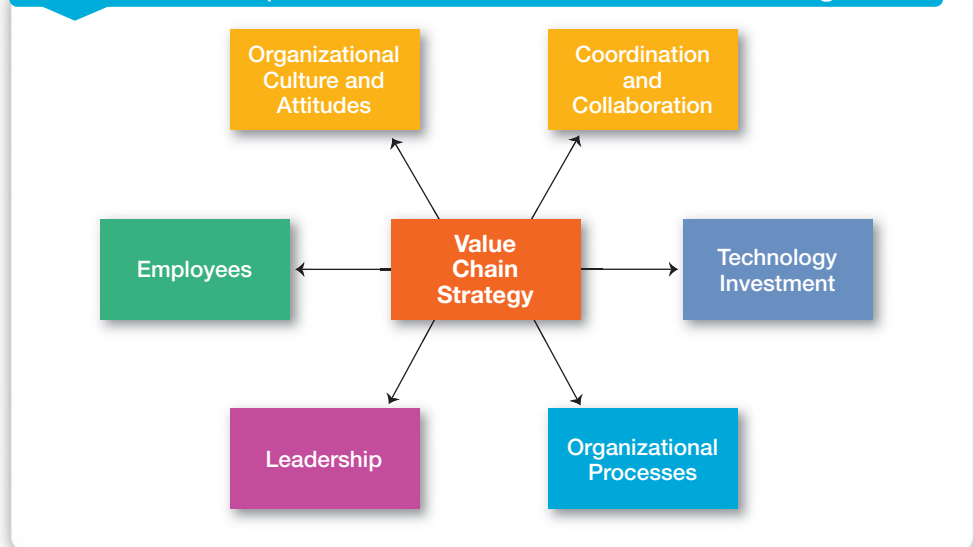 Organizational
Culture and
Attitudes
Coordination
and
Collaboration
Employees
Value
Chain
Strategy
Technology
Investment
Leadership
Organizational
Processes